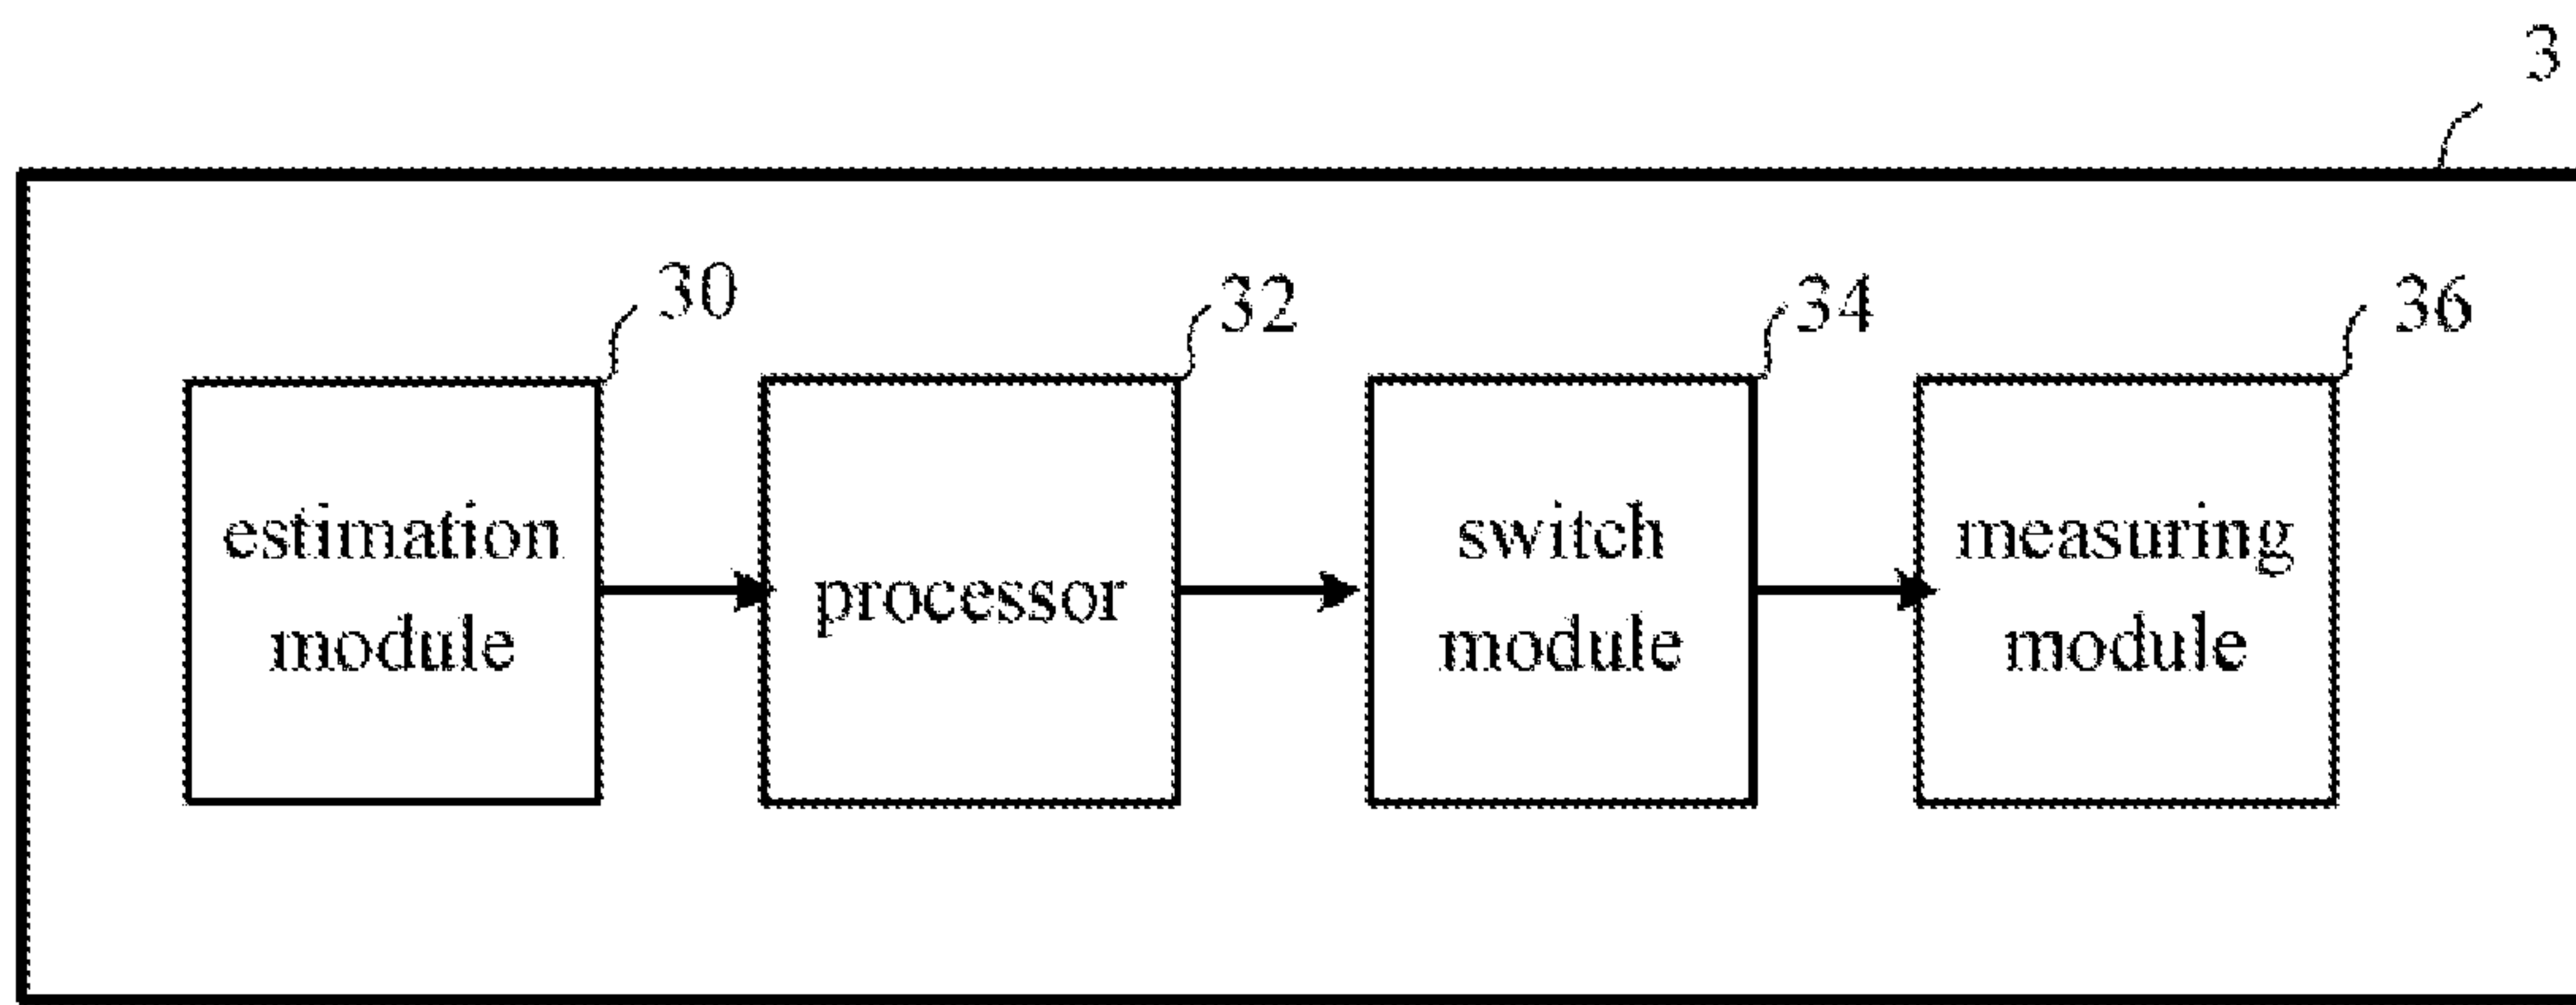 3
30
32
34
36
estimation
module
processor
switch
module
measuring
module